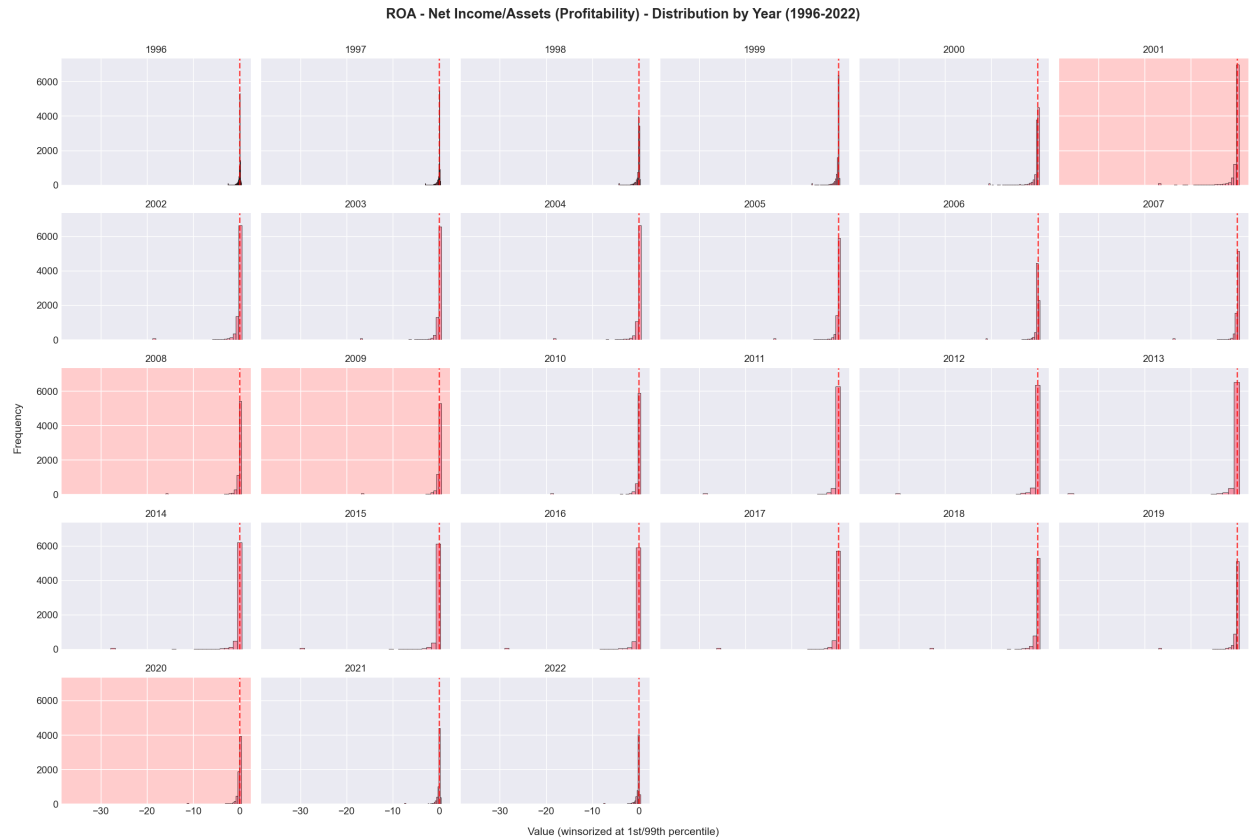 ROA - Net Income/Assets (Profitability) - Distribution by Year (1996-2022)
1996 1997 1998 1999 2000 2001
6000
4000
2000
0
2002 2003 2004 2005 2006 2007
6000
4000
2000
0
2008 2009 2010 2011 2012 2013
Frequency
6000
4000
2000
0
2014 2015 2016 2017 2018 2019
6000
4000
2000
0
2020 2021 2022
6000
4000
2000
0
−30 −20 −10 0 −30 −20 −10 0 −30 −20 −10 0
Value (winsorized at 1st/99th percentile)